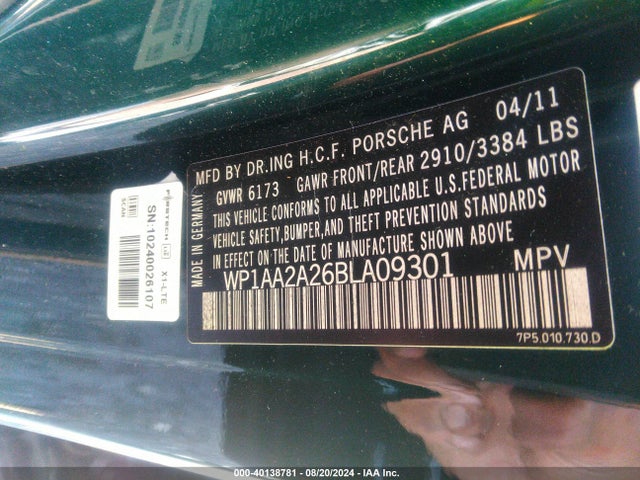 MFD BY DR.ING H.C.F. PORSCHE AG 04/11
GVWR 6173 GAWR FRONT/REAR 2910/3384 LBS
THIS VEHICLE CONFORMS TO ALL APPLICABLE U.S.FEDERAL MOTOR
VEHICLE SAFETY,BUMPER,AND THEFT PREVENTION STANDARDS
IN EFFECT ON THE DATE OF MANUFACTURE SHOWN ABOVE
WP1AA2A26BLA09301 MPV
7P5.010.730.D
MADE IN GERMANY
FIRSTECH
X1-LTE
SCAN
SN:10240026107
000-40138781 - 08/20/2024 - IAA Inc.